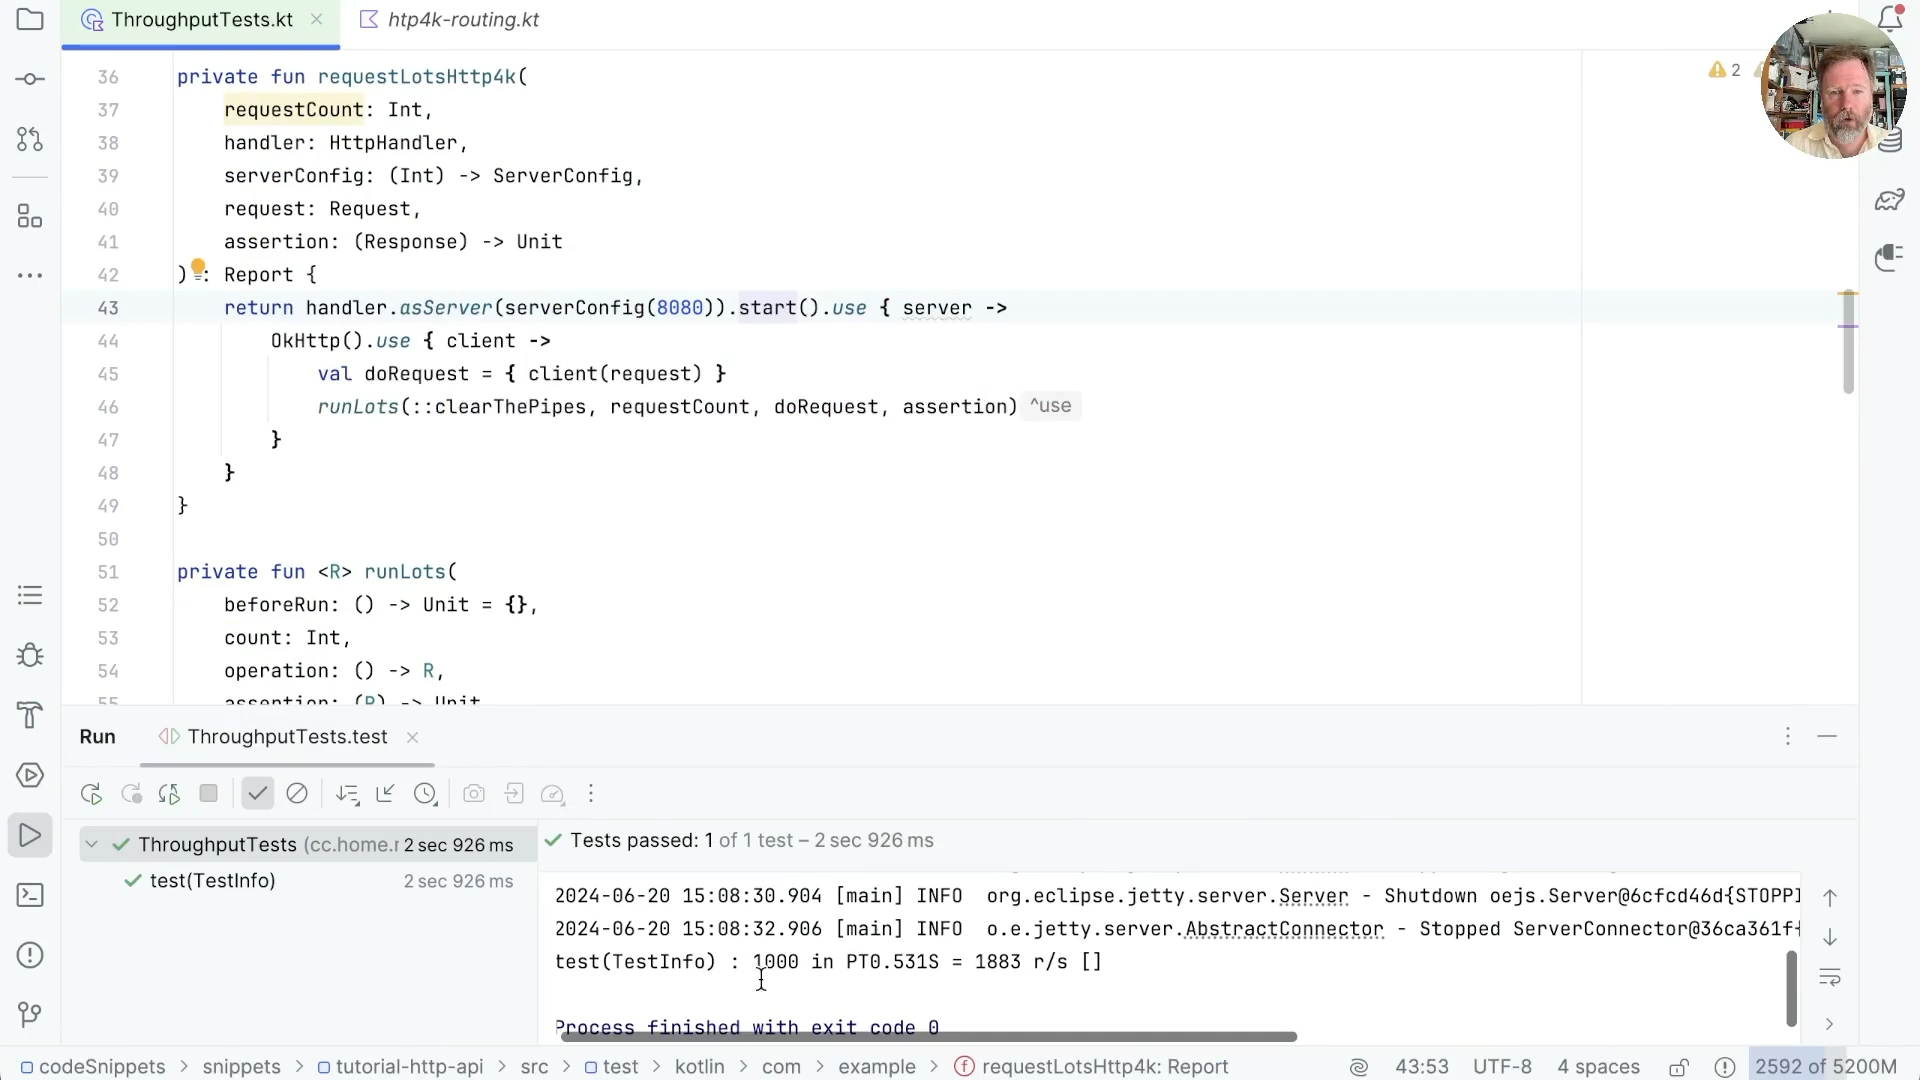 ThroughputTests.kt
htp4k-routing.kt
2
36 private fun requestLotsHttp4k(
37 requestCount: Int,
38 handler: HttpHandler,
39 serverConfig: (Int) -> ServerConfig,
40 request: Request,
41 assertion: (Response) -> Unit
42 ) : Report {
43 return handler.asServer(serverConfig(8080)).start().use { server ->
44 OkHttp().use { client ->
45 val doRequest = { client(request) }
46 runLots(::clearThePipes, requestCount, doRequest, assertion) ^use
47 }
48 }
49 }
50
51 private fun <R> runLots(
52 beforeRun: () -> Unit = {},
53 count: Int,
54 operation: () -> R,
55 assertion: (R) -> Unit
Run ThroughputTests.test
ThroughputTests (cc.home.r 2 sec 926 ms
test(TestInfo) 2 sec 926 ms
Tests passed: 1 of 1 test – 2 sec 926 ms
2024-06-20 15:08:30.904 [main] INFO org.eclipse.jetty.server.Server - Shutdown oejs.Server@6cfcd46d{STOPPI
2024-06-20 15:08:32.906 [main] INFO o.e.jetty.server.AbstractConnector - Stopped ServerConnector@36ca361f{
test(TestInfo) : 1000 in PT0.531S = 1883 r/s []
Process finished with exit code 0
codeSnippets > snippets > tutorial-http-api > src > test > kotlin > com > example > requestLotsHttp4k: Report
43:53 UTF-8 4 spaces 2592 of 5200M